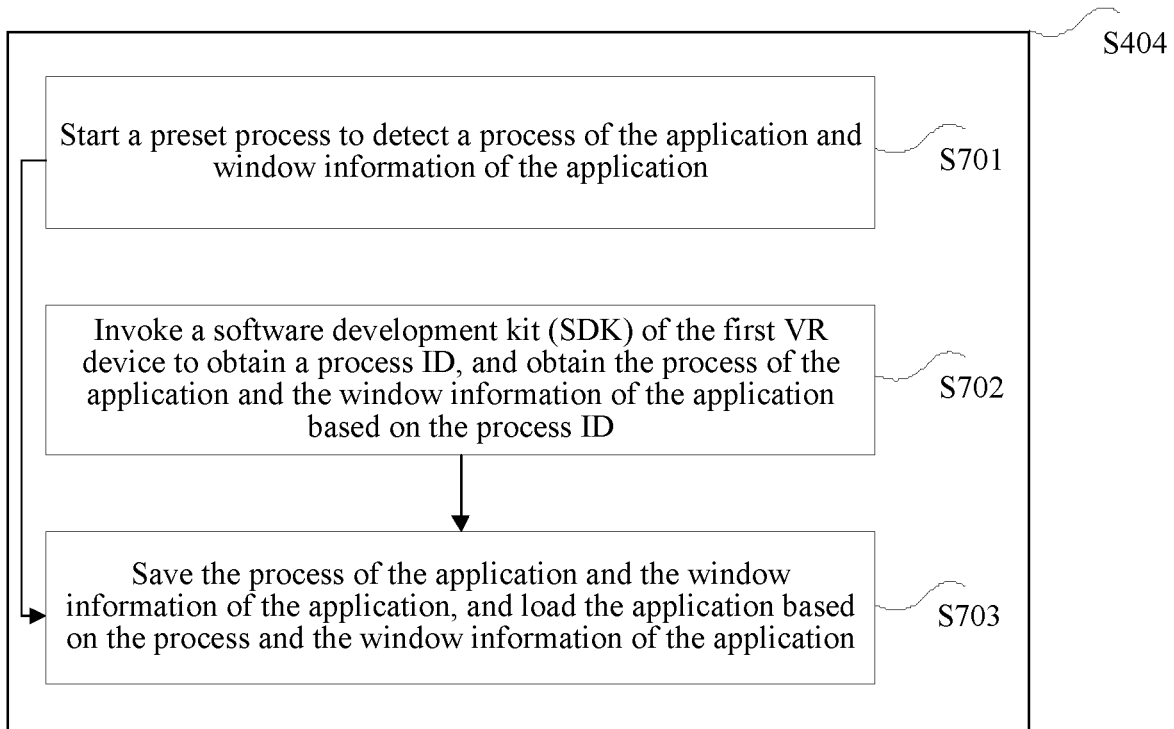 S404
Start a preset process to detect a process of the application and
window information of the application
S701
Invoke a software development kit (SDK) of the first VR
device to obtain a process ID, and obtain the process of the
application and the window information of the application
based on the process ID
S702
Save the process of the application and the window
information of the application, and load the application based
on the process and the window information of the application
S703